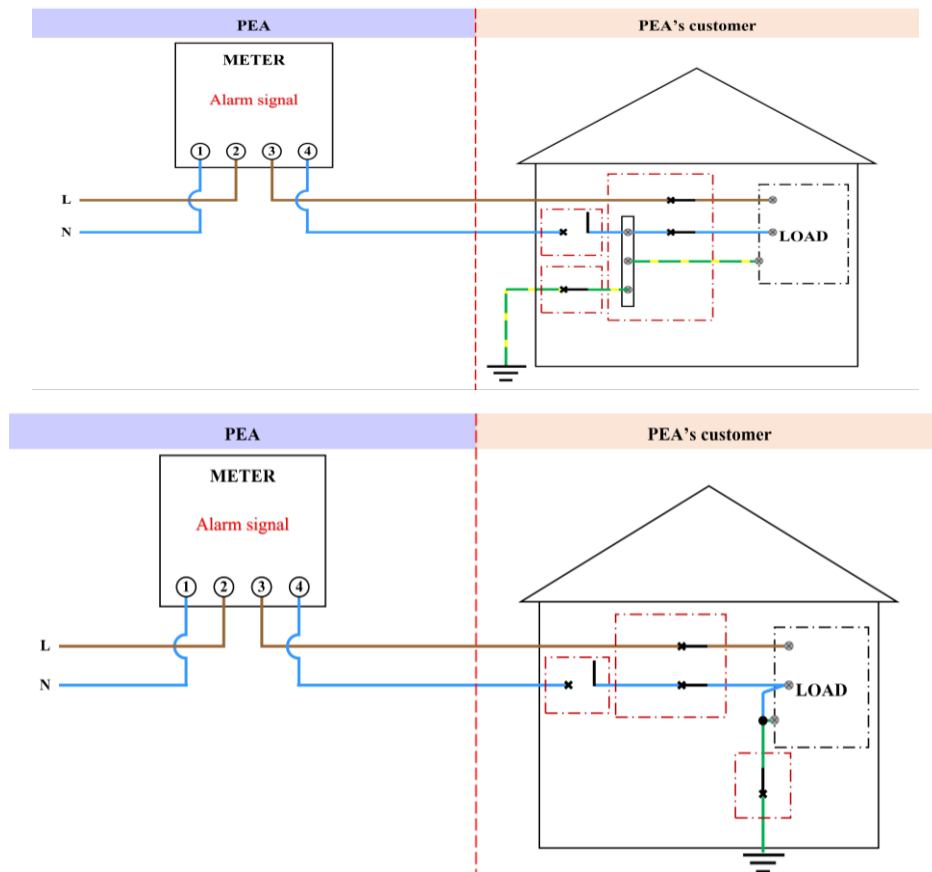 PEA PEA's customer
METER
Alarm signal
1 2 3 4
L
N
LOAD
PEA PEA's customer
METER
Alarm signal
1 2 3 4
L
N
LOAD